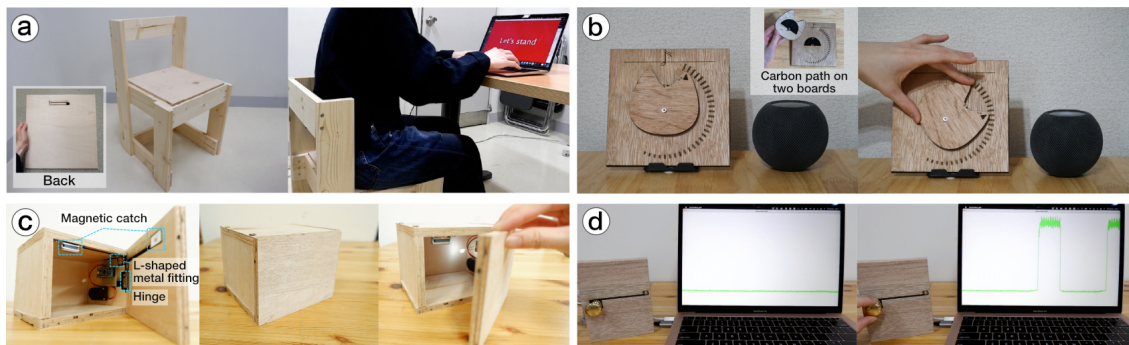 a
Let's stand
Back
b
Carbon path on
two boards
c
Magnetic catch
L-shaped
metal fitting
Hinge
d